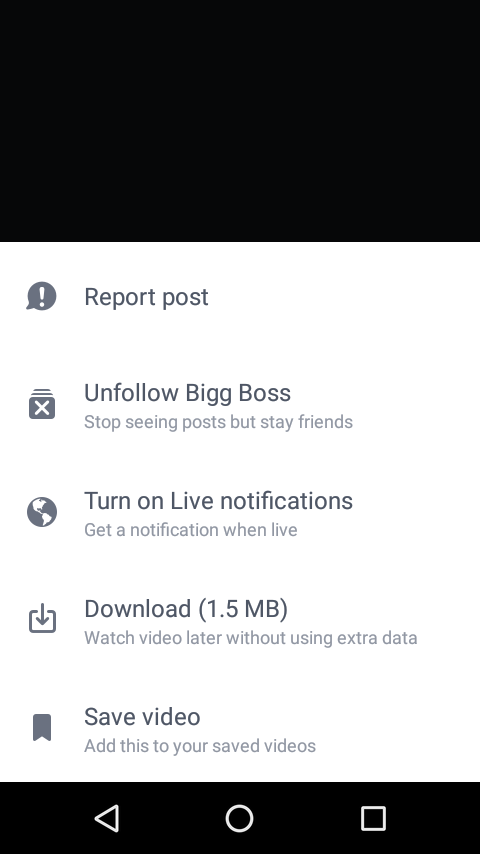 Report post
Unfollow Bigg Boss
Stop seeing posts but stay friends
Turn on Live notifications
Get a notification when live
Download (1.5 MB)
Watch video later without using extra data
Save video
Add this to your saved videos